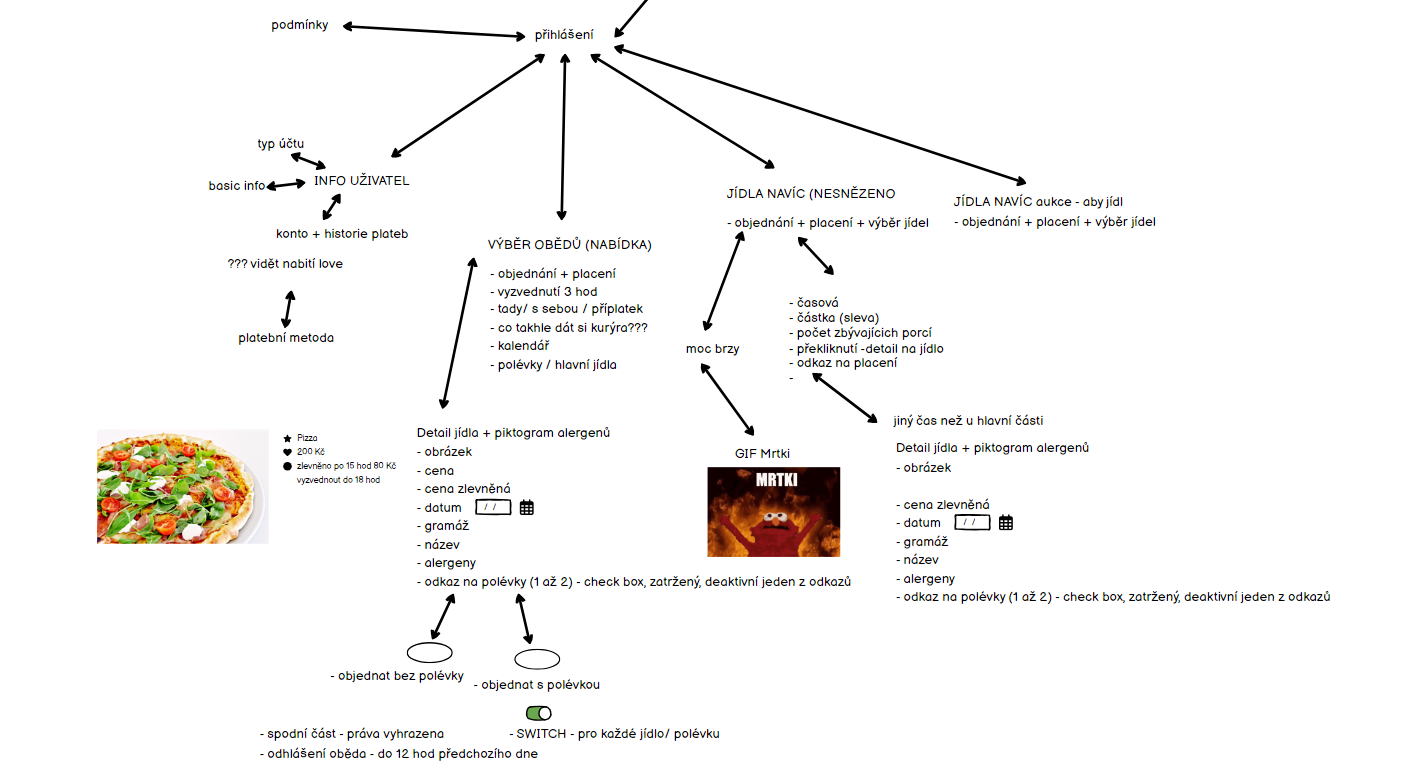 podmínky
přihlášení
typ účtu
basic info
INFO UŽIVATEL
konto + historie plateb
??? vidět nabití love
platební metoda
VÝBĚR OBĚDŮ (NABÍDKA)
- objednání + placení
- vyzvednutí 3 hod
- tady/ s sebou / příplatek
- co takhle dát si kurýra???
- kalendář
- polévky / hlavní jídla
JÍDLA NAVÍC (NESNĚZENO
- objednání + placení + výběr jídel
JÍDLA NAVÍC aukce - aby jídl
- objednání + placení + výběr jídel
moc brzy
- časová
- částka (sleva)
- počet zbývajících porcí
- překliknutí -detail na jídlo
- odkaz na placení
-
GIF Mrtki
MRTKI
jiný čas než u hlavní části
Detail jídla + piktogram alergenů
- obrázek
- cena zlevněná
- datum / /
- gramáž
- název
- alergeny
- odkaz na polévky (1 až 2) - check box, zatržený, deaktivní jeden z odkazů
Pizza
200 Kč
zlevněno po 15 hod 80 Kč
vyzvednout do 18 hod
Detail jídla + piktogram alergenů
- obrázek
- cena
- cena zlevněná
- datum / /
- gramáž
- název
- alergeny
- odkaz na polévky (1 až 2) - check box, zatržený, deaktivní jeden z odkazů
- objednat bez polévky
- objednat s polévkou
- SWITCH - pro každé jídlo/ polévku
- spodní část - práva vyhrazena
- odhlášení oběda - do 12 hod předchozího dne